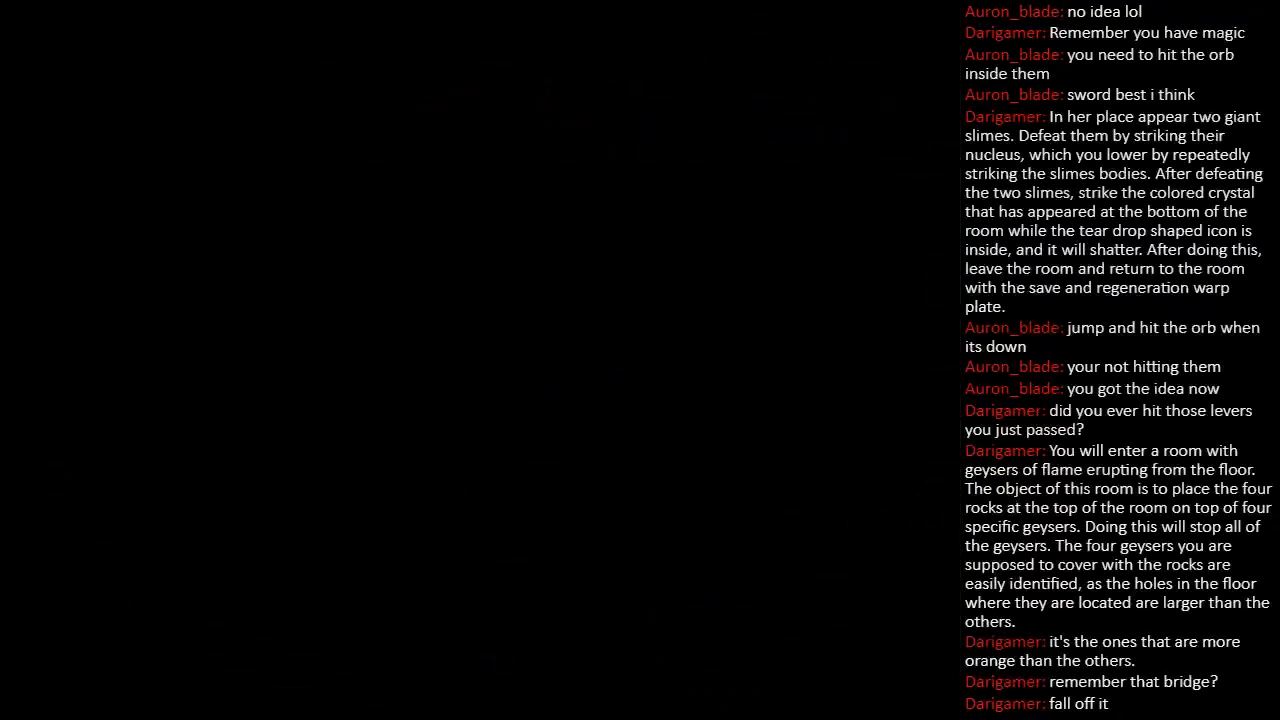 Auron_blade: no idea lol
Darigamer: Remember you have magic
Auron_blade: you need to hit the orb
inside them
Auron_blade: sword best i think
Darigamer: In her place appear two giant
slimes. Defeat them by striking their
nucleus, which you lower by repeatedly
striking the slimes bodies. After defeating
the two slimes, strike the colored crystal
that has appeared at the bottom of the
room while the tear drop shaped icon is
inside, and it will shatter. After doing this,
leave the room and return to the room
with the save and regeneration warp
plate.
Auron_blade: jump and hit the orb when
its down
Auron_blade: your not hitting them
Auron_blade: you got the idea now
Darigamer: did you ever hit those levers
you just passed?
Darigamer: You will enter a room with
geysers of flame erupting from the floor.
The object of this room is to place the four
rocks at the top of the room on top of four
specific geysers. Doing this will stop all of
the geysers. The four geysers you are
supposed to cover with the rocks are
easily identified, as the holes in the floor
where they are located are larger than the
others.
Darigamer: it's the ones that are more
orange than the others.
Darigamer: remember that bridge?
Darigamer: fall off it